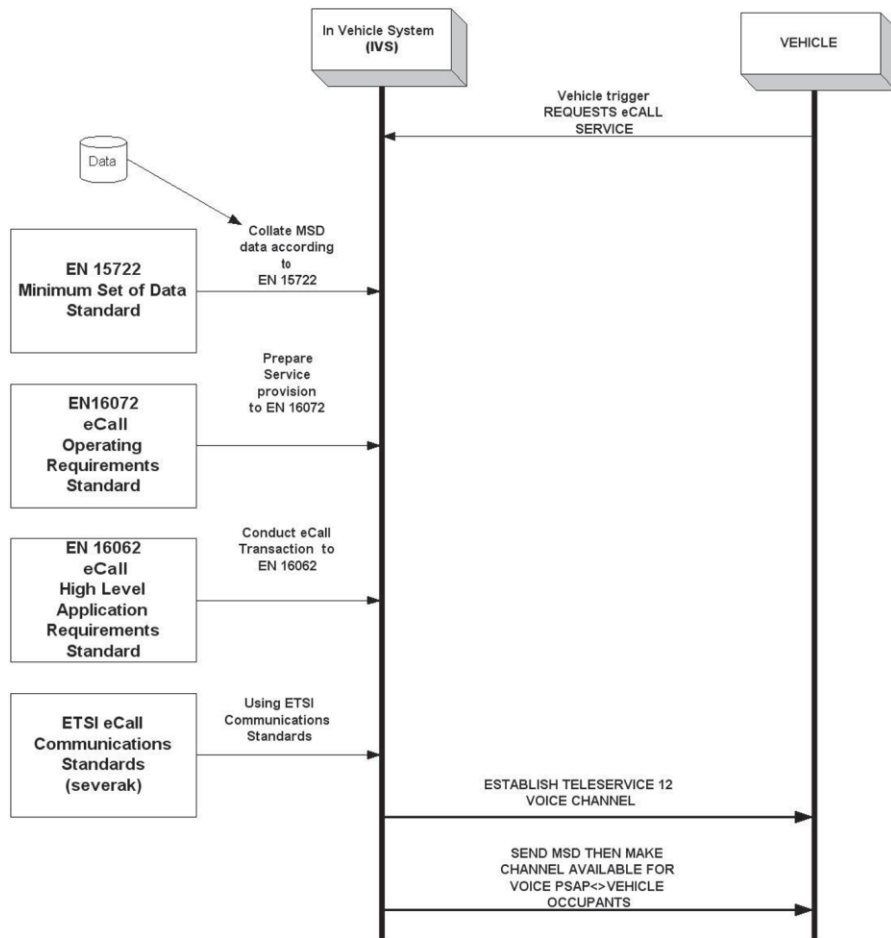 In Vehicle System
(IVS)
VEHICLE
Vehicle trigger
REQUESTS eCALL
SERVICE
Data
Collate MSD
data according
to
EN 15722
EN 15722
Minimum Set of Data
Standard
Prepare
Service
provision
to EN 16072
EN16072
eCall
Operating
Requirements
Standard
Conduct eCall
Transaction to
EN 16062
EN 16062
eCall
High Level
Application
Requirements
Standard
Using ETSI
Communications
Standards
ETSI eCall
Communications
Standards
(severak)
ESTABLISH TELESERVICE 12
VOICE CHANNEL
SEND MSD THEN MAKE
CHANNEL AVAILABLE FOR
VOICE PSAP<>VEHICLE
OCCUPANTS